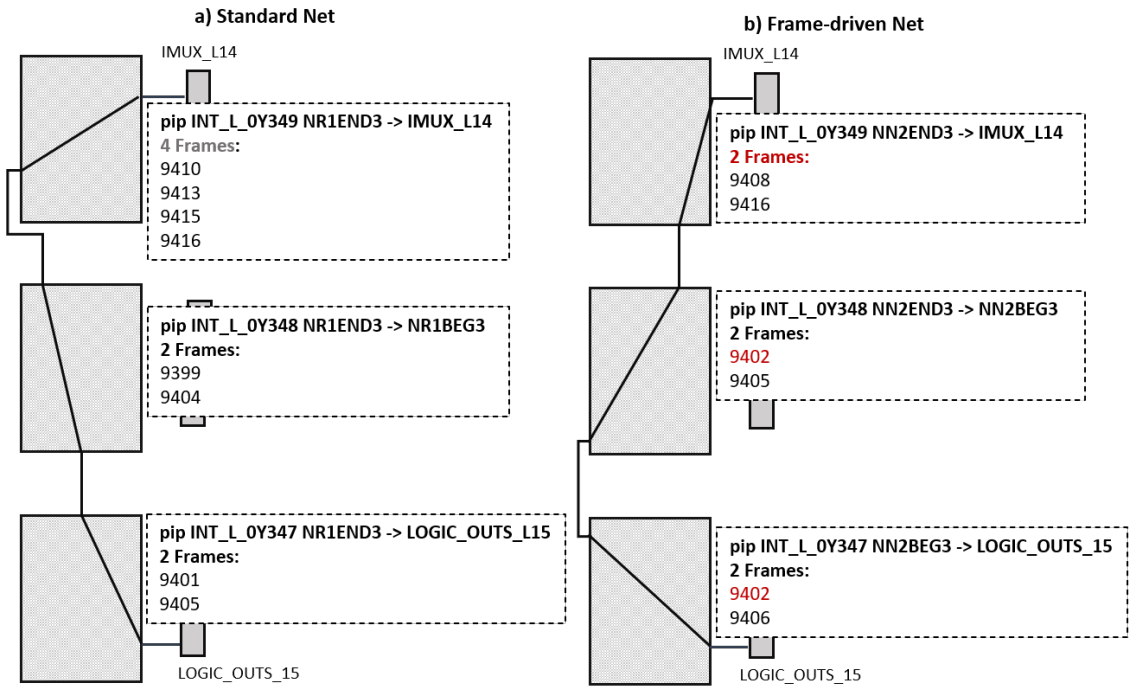 a) Standard Net
IMUX_L14
pip INT_L_0Y349 NR1END3 -> IMUX_L14
4 Frames:
9410
9413
9415
9416
pip INT_L_0Y348 NR1END3 -> NR1BEG3
2 Frames:
9399
9404
pip INT_L_0Y347 NR1END3 -> LOGIC_OUTS_L15
2 Frames:
9401
9405
LOGIC_OUTS_15
b) Frame-driven Net
IMUX_L14
pip INT_L_0Y349 NN2END3 -> IMUX_L14
2 Frames:
9408
9416
pip INT_L_0Y348 NN2END3 -> NN2BEG3
2 Frames:
9402
9405
pip INT_L_0Y347 NN2BEG3 -> LOGIC_OUTS_15
2 Frames:
9402
9406
LOGIC_OUTS_15